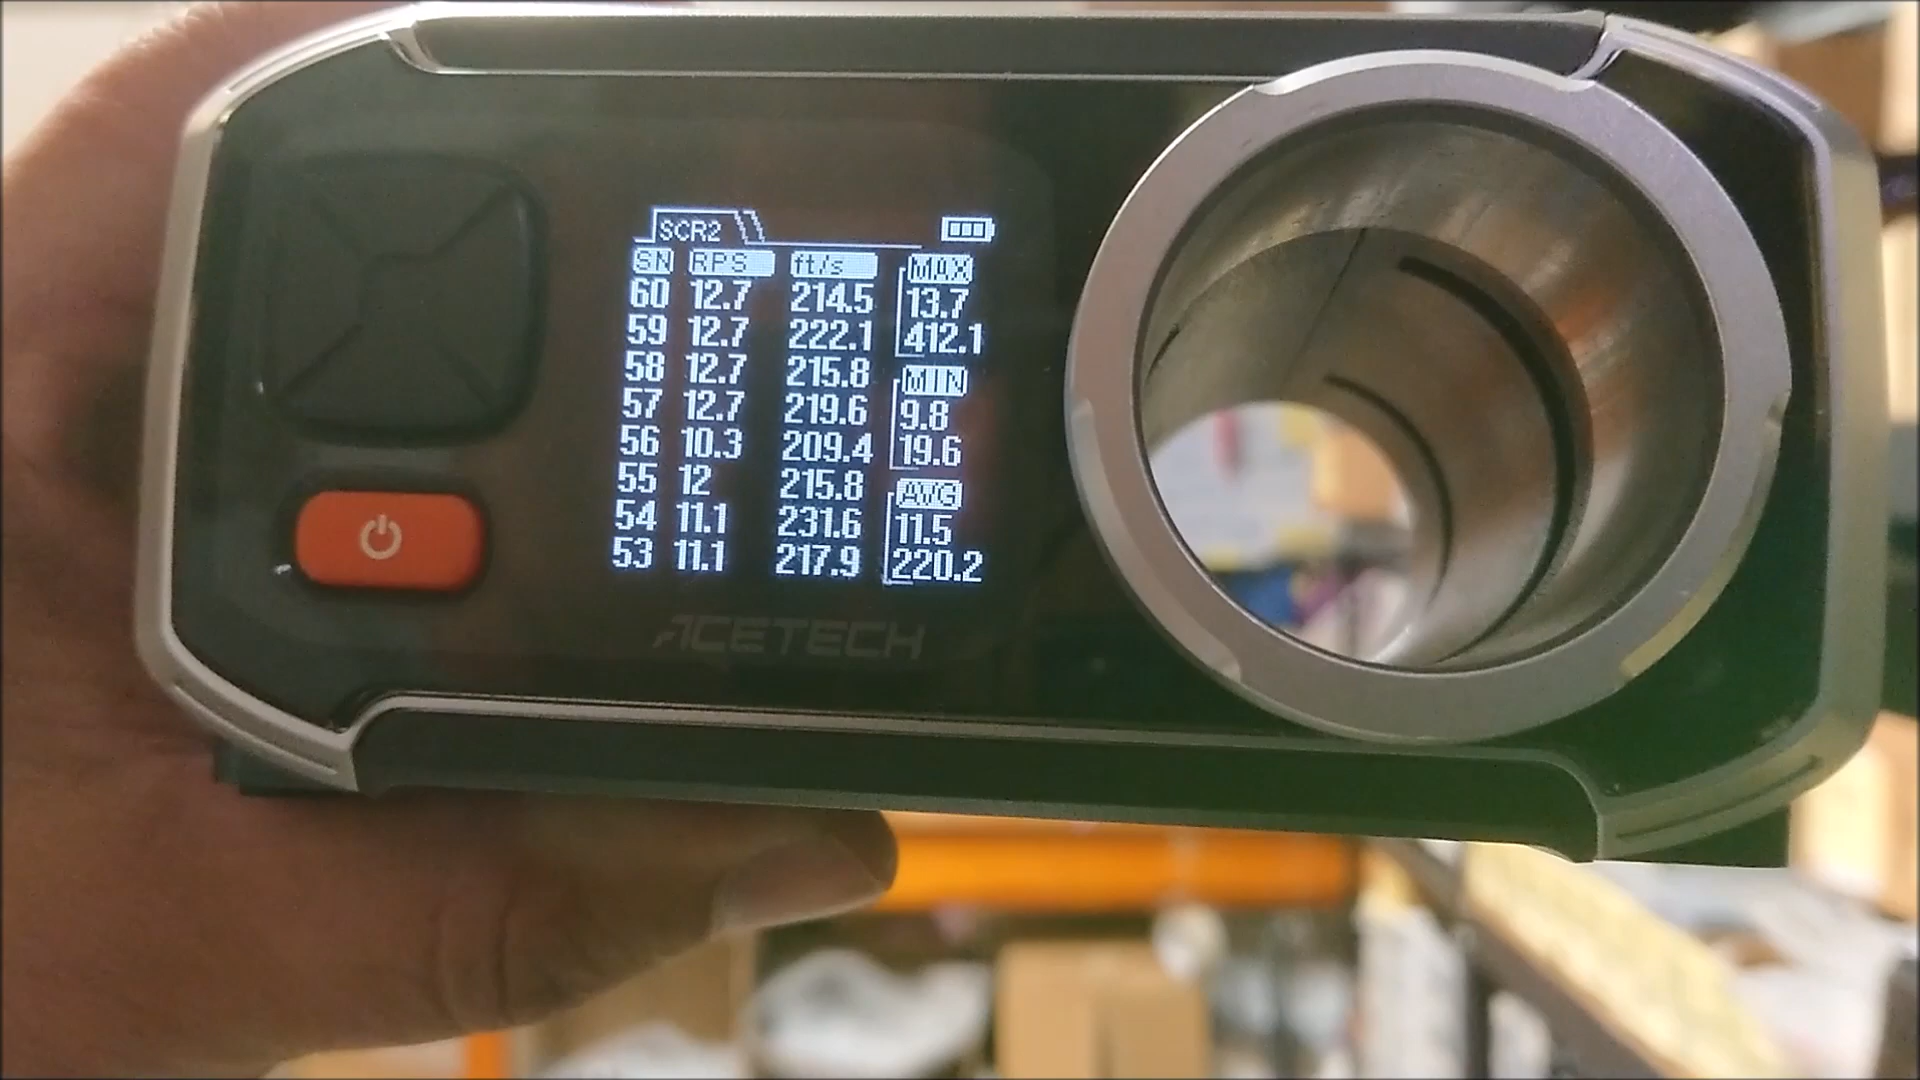 SCR2
SN RPS ft/s
60 12.7 214.5
59 12.7 222.1
58 12.7 215.8
57 12.7 219.6
56 10.3 209.4
55 12 215.8
54 11.1 231.6
53 11.1 217.9
MAX
13.7
412.1
MIN
9.8
19.6
AVG
11.5
220.2
ACETECH